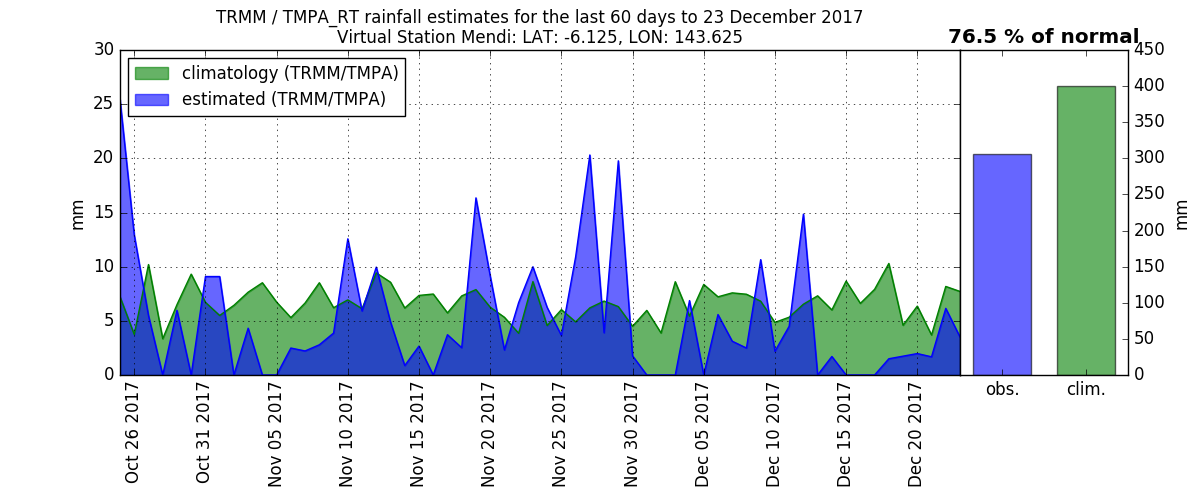 TRMM / TMPA_RT rainfall estimates for the last 60 days to 23 December 2017
Virtual Station Mendi: LAT: -6.125, LON: 143.625
76.5 % of normal
climatology (TRMM/TMPA)
estimated (TRMM/TMPA)
30
25
20
15
10
5
0
mm
Oct 26 2017
Oct 31 2017
Nov 05 2017
Nov 10 2017
Nov 15 2017
Nov 20 2017
Nov 25 2017
Nov 30 2017
Dec 05 2017
Dec 10 2017
Dec 15 2017
Dec 20 2017
450
400
350
300
250
200
150
100
50
0
mm
obs.
clim.